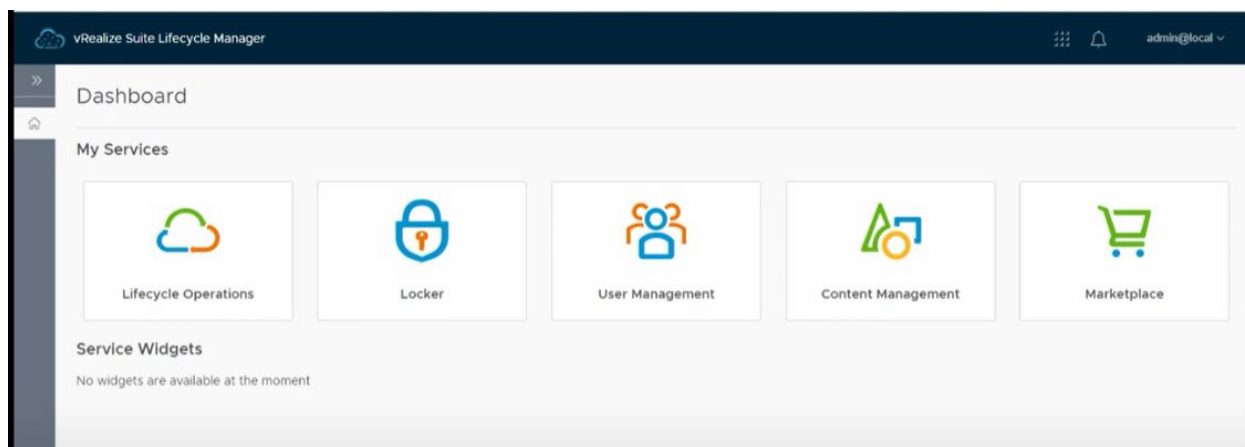 vRealize Suite Lifecycle Manager
admin@local
Dashboard
My Services
Lifecycle Operations
Locker
User Management
Content Management
Marketplace
Service Widgets
No widgets are available at the moment